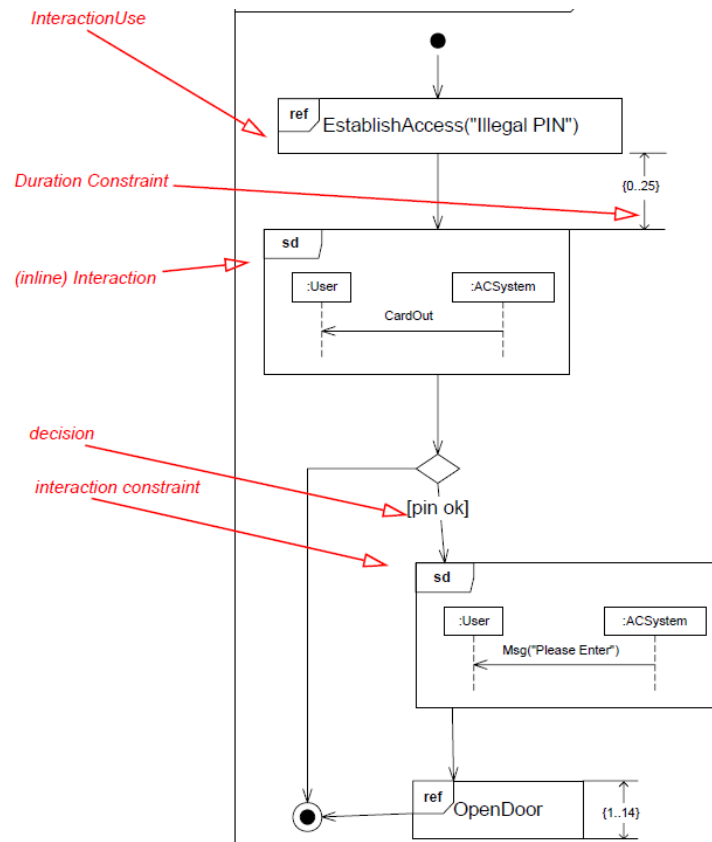 InteractionUse
ref
EstablishAccess("Illegal PIN")
Duration Constraint
{0..25}
sd
(inline) Interaction
:User
:ACSystem
CardOut
decision
interaction constraint
[pin ok]
sd
:User
:ACSystem
Msg("Please Enter")
ref
OpenDoor
{1..14}